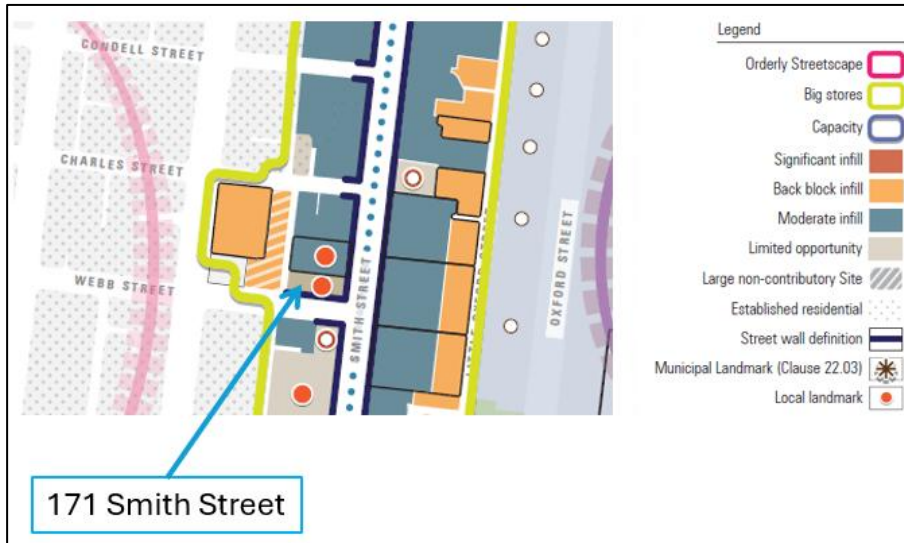 CONDELL STREET
CHARLES STREET
WEBB STREET
SMITH STREET
OXFORD STREET
171 Smith Street
Legend
Orderly Streetscape
Big stores
Capacity
Significant infill
Back block infill
Moderate infill
Limited opportunity
Large non-contributory Site
Established residential
Street wall definition
Municipal Landmark (Clause 22.03)
Local landmark